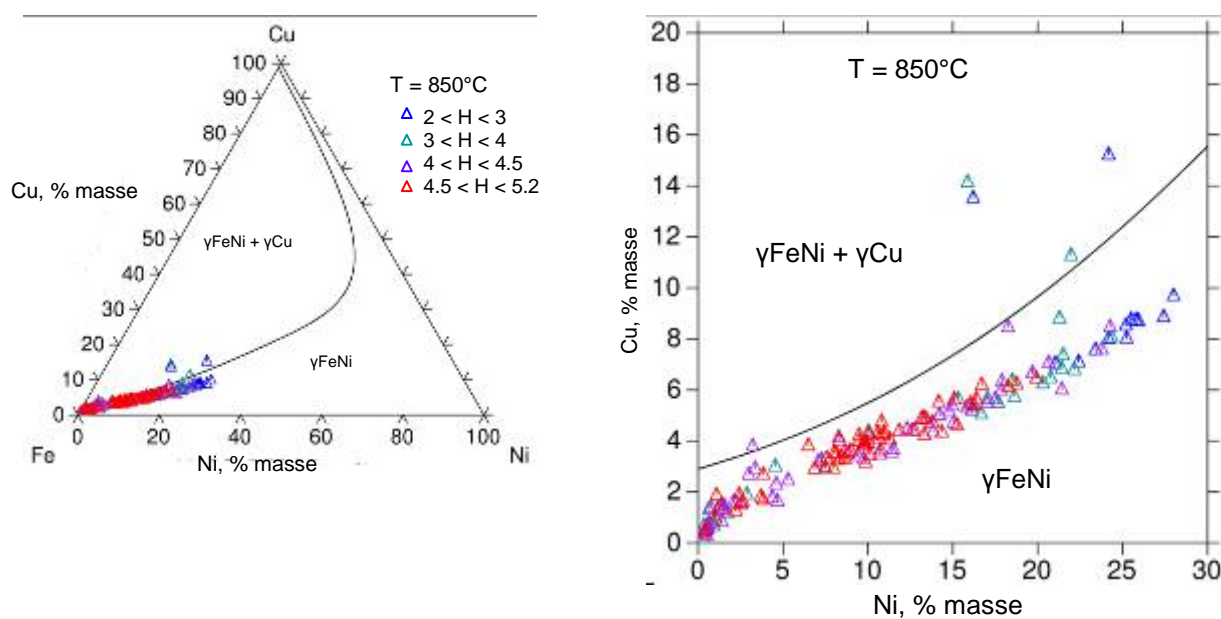 Cu
100
90
80
70
60
50
40
30
20
10
0
Cu, % masse
T = 850°C
2 < H < 3
3 < H < 4
4 < H < 4.5
4.5 < H < 5.2
γFeNi + γCu
γFeNi
0 20 40 60 80 100
Fe Ni, % masse Ni
20
18
16
14
12
10
8
6
4
2
0
Cu, % masse
T = 850°C
γFeNi + γCu
γFeNi
0 5 10 15 20 25 30
Ni, % masse